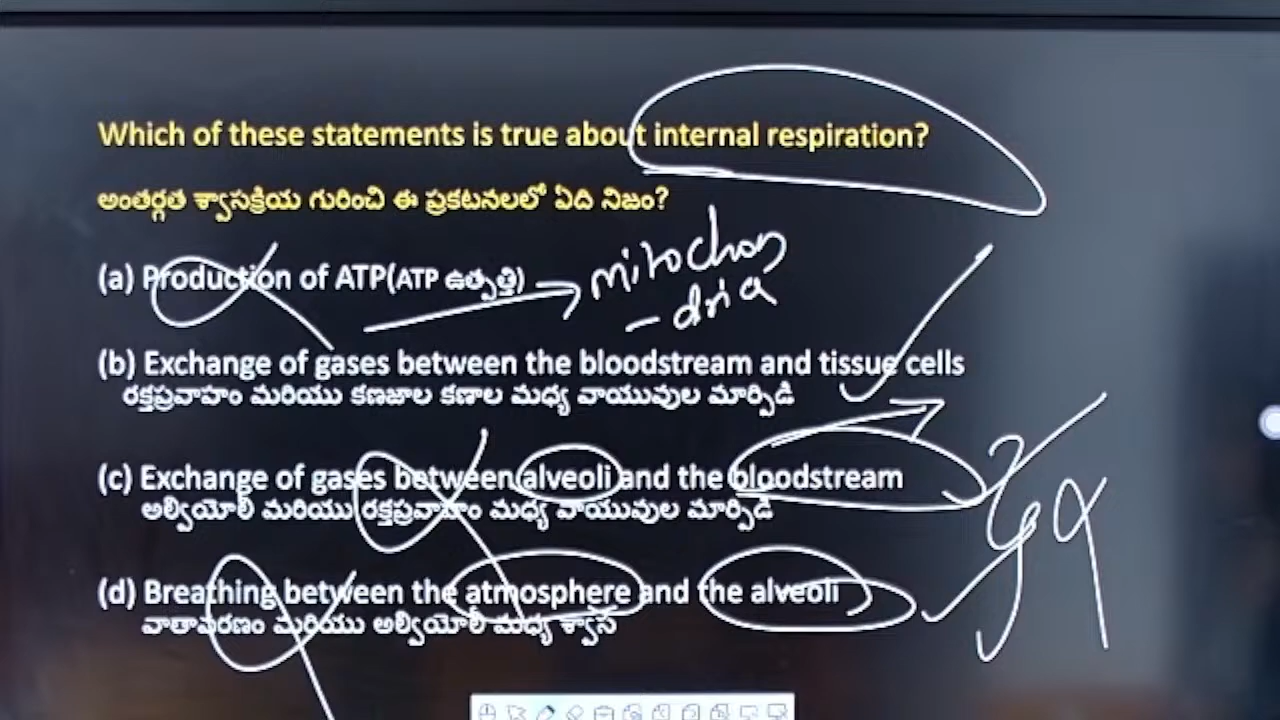 Which of these statements is true about internal respiration?
అంతర్గత శ్వాసక్రియ గురించి ఈ ప్రకటనలలో ఏది నిజం?
(a) Production of ATP(ATP ఉత్పత్తి)
mitochon
-dria
(b) Exchange of gases between the bloodstream and tissue cells
రక్తప్రవాహం మరియు కణజాల కణాల మధ్య వాయువుల మార్పిడి
(c) Exchange of gases between alveoli and the bloodstream
అల్వియోలీ మరియు రక్తప్రవాహం మధ్య వాయువుల మార్పిడి
(d) Breathing between the atmosphere and the alveoli
వాతావరణం మరియు అల్వియోలీ మధ్య శ్వాస